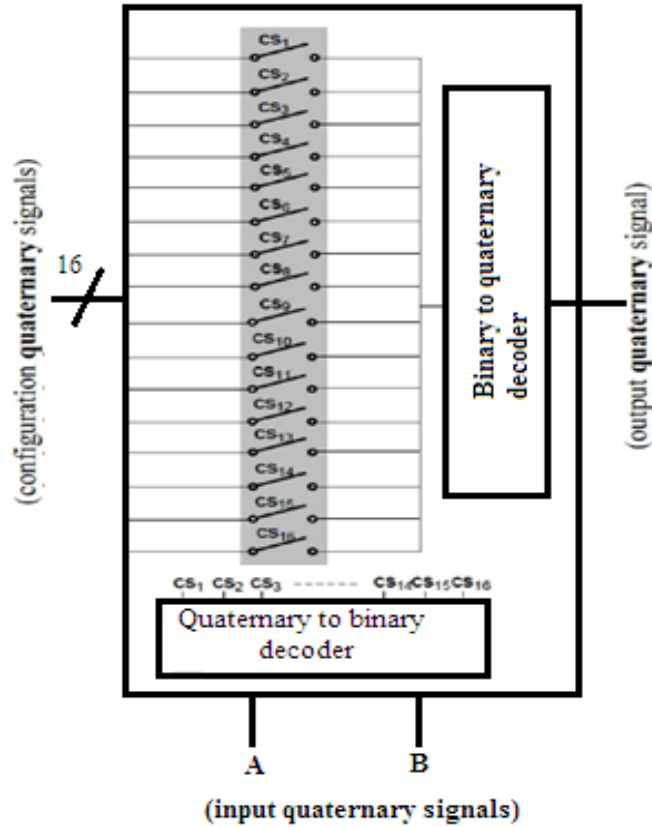 CS1
CS2
CS3
CS4
CS5
CS6
CS7
CS8
CS9
CS10
CS11
CS12
CS13
CS14
CS15
CS16
16
(configuration quaternary signals)
Binary to quaternary
decoder
(output quaternary signal)
CS1 CS2 CS3 -------- CS14 CS15 CS16
Quaternary to binary
decoder
A B
(input quaternary signals)